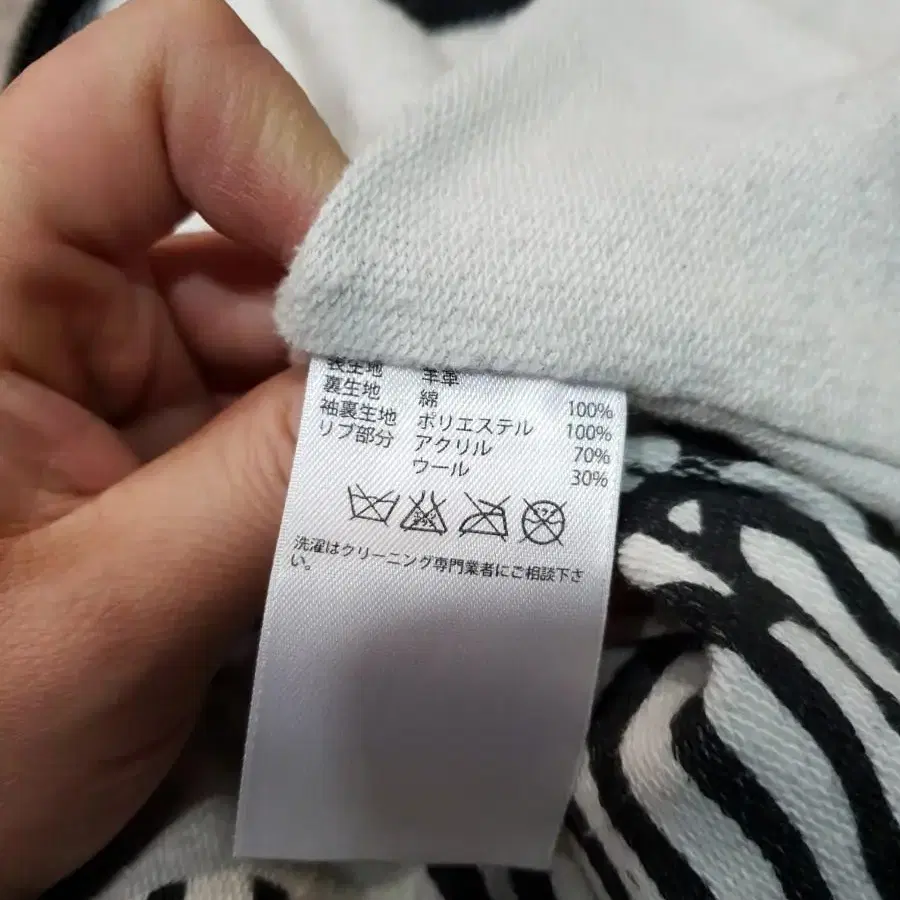 表生地 羊革
裏生地 綿 100%
袖裏生地 ポリエステル 100%
リブ部分 アクリル 70%
ウール 30%
洗濯はクリーニング専門業者にご相談下さ
い。